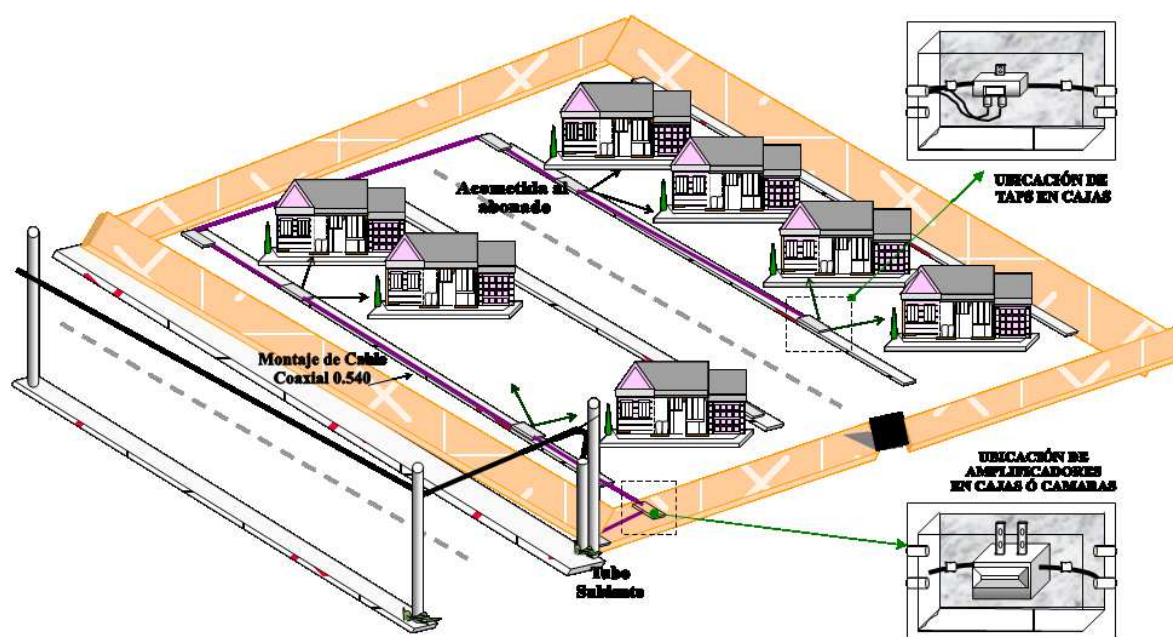 UBICACIÓN DE
TAPS EN CAJAS
Acometida al
abonado
Montaje de Cable
Coaxial 0.540
UBICACIÓN DE
AMPLIFICADORES
EN CAJAS Ó CAMARAS
Tubo
Subiente